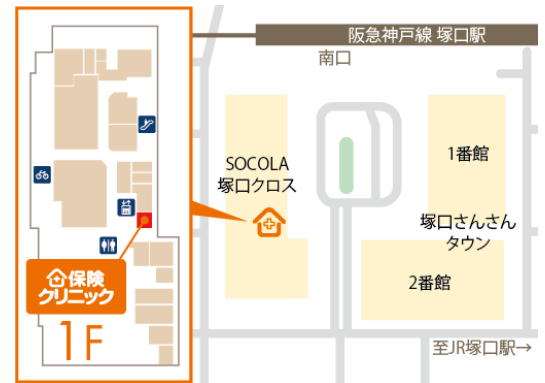 阪急神戸線 塚口駅
南口
SOCOLA
塚口クロス
1番館
塚口さんさん
タウン
2番館
至JR塚口駅→
保険
クリニック
1F